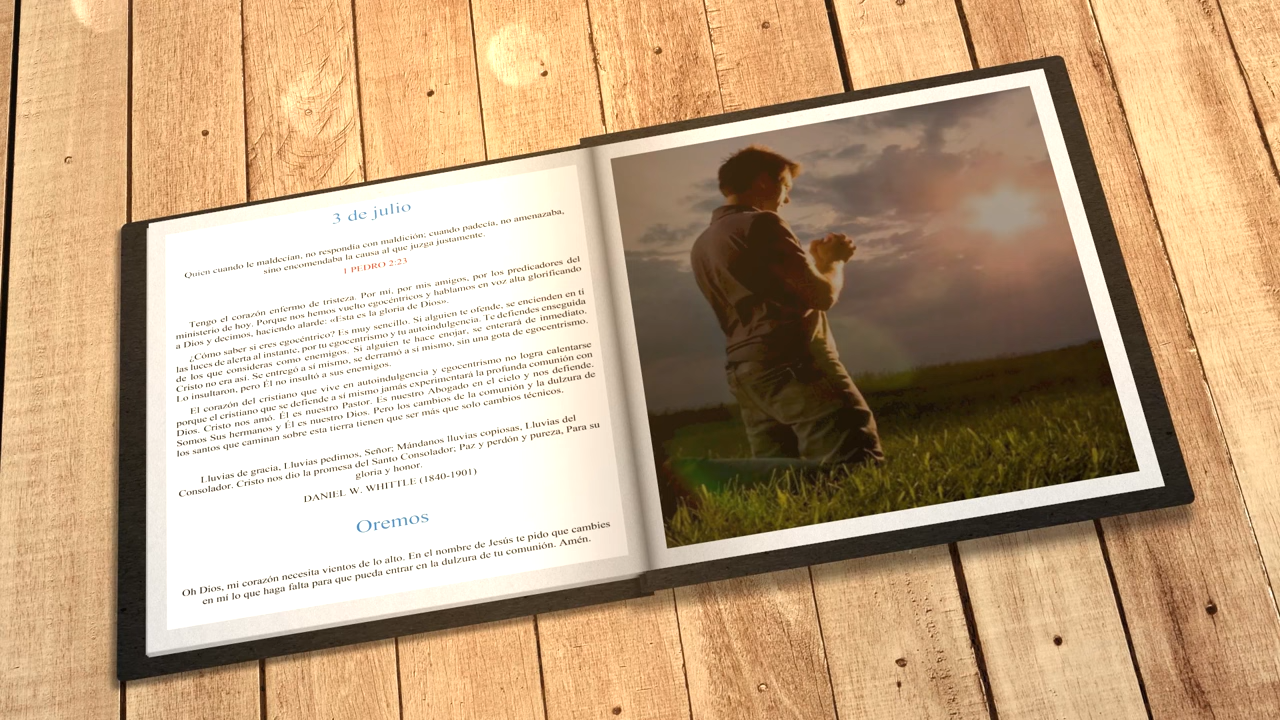 3 de julio
Quien cuando le maldecían, no respondía con maldición; cuando padecía, no amenazaba,
sino encomendaba la causa al que juzga justamente.
1 PEDRO 2:23
Tengo el corazón enfermo de tristeza. Por mí, por mis amigos, por los predicadores del
ministerio de hoy. Porque nos hemos vuelto egocéntricos y hablamos en voz alta glorificando
a Dios y decimos, haciendo alarde: «Esta es la gloria de Dios».
¿Cómo saber si eres egocéntrico? Es muy sencillo. Si alguien te ofende, se encienden en ti
las luces de alerta al instante, por tu egocentrismo y tu autoindulgencia. Te defiendes enseguida
de los que consideras como enemigos. Si alguien te hace enojar, se enterará de inmediato.
Cristo no era así. Se entregó a sí mismo, se derramó a sí mismo, sin una gota de egocentrismo.
Lo insultaron, pero Él no insultó a sus enemigos.
El corazón del cristiano que vive en autoindulgencia y egocentrismo no logra calentarse
porque el cristiano que se defiende a sí mismo jamás experimentará la profunda comunión con
Dios. Cristo nos amó. Él es nuestro Pastor. Es nuestro Abogado en el cielo y nos defiende.
Somos Sus hermanos y Él es nuestro Dios. Pero los cambios de la comunión y la dulzura de
los santos que caminan sobre esta tierra tienen que ser más que solo cambios técnicos.
Lluvias de gracia, Lluvias pedimos, Señor; Mándanos lluvias copiosas, Lluvias del
Consolador. Cristo nos dio la promesa del Santo Consolador; Paz y perdón y pureza, Para su
gloria y honor.
DANIEL W. WHITTLE (1840-1901)
Oremos
Oh Dios, mi corazón necesita vientos de lo alto. En el nombre de Jesús te pido que cambies
en mí lo que haga falta para que pueda entrar en la dulzura de tu comunión. Amén.